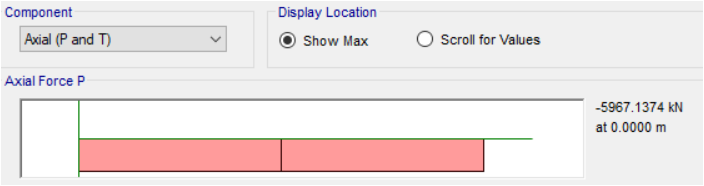 Component
Display Location
Axial (P and T)
Show Max
Scroll for Values
Axial Force P
-5967.1374 kN
at 0.0000 m